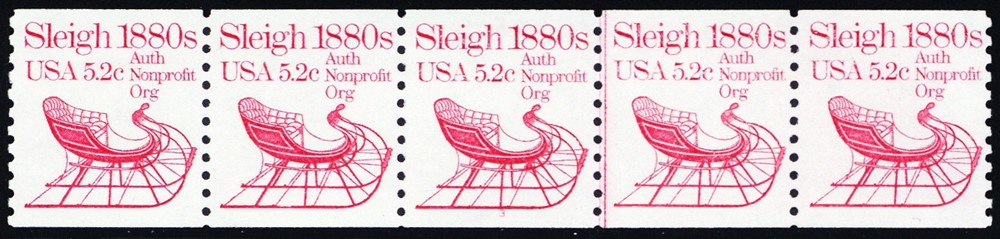 Sleigh 1880s
USA 5.2c
Auth
Nonprofit
Org
Sleigh 1880s
USA 5.2c
Auth
Nonprofit
Org
Sleigh 1880s
USA 5.2c
Auth
Nonprofit
Org
3
Sleigh 1880s
USA 5.2c
Auth
Nonprofit
Org
Sleigh 1880s
USA 5.2c
Auth
Nonprofit
Org